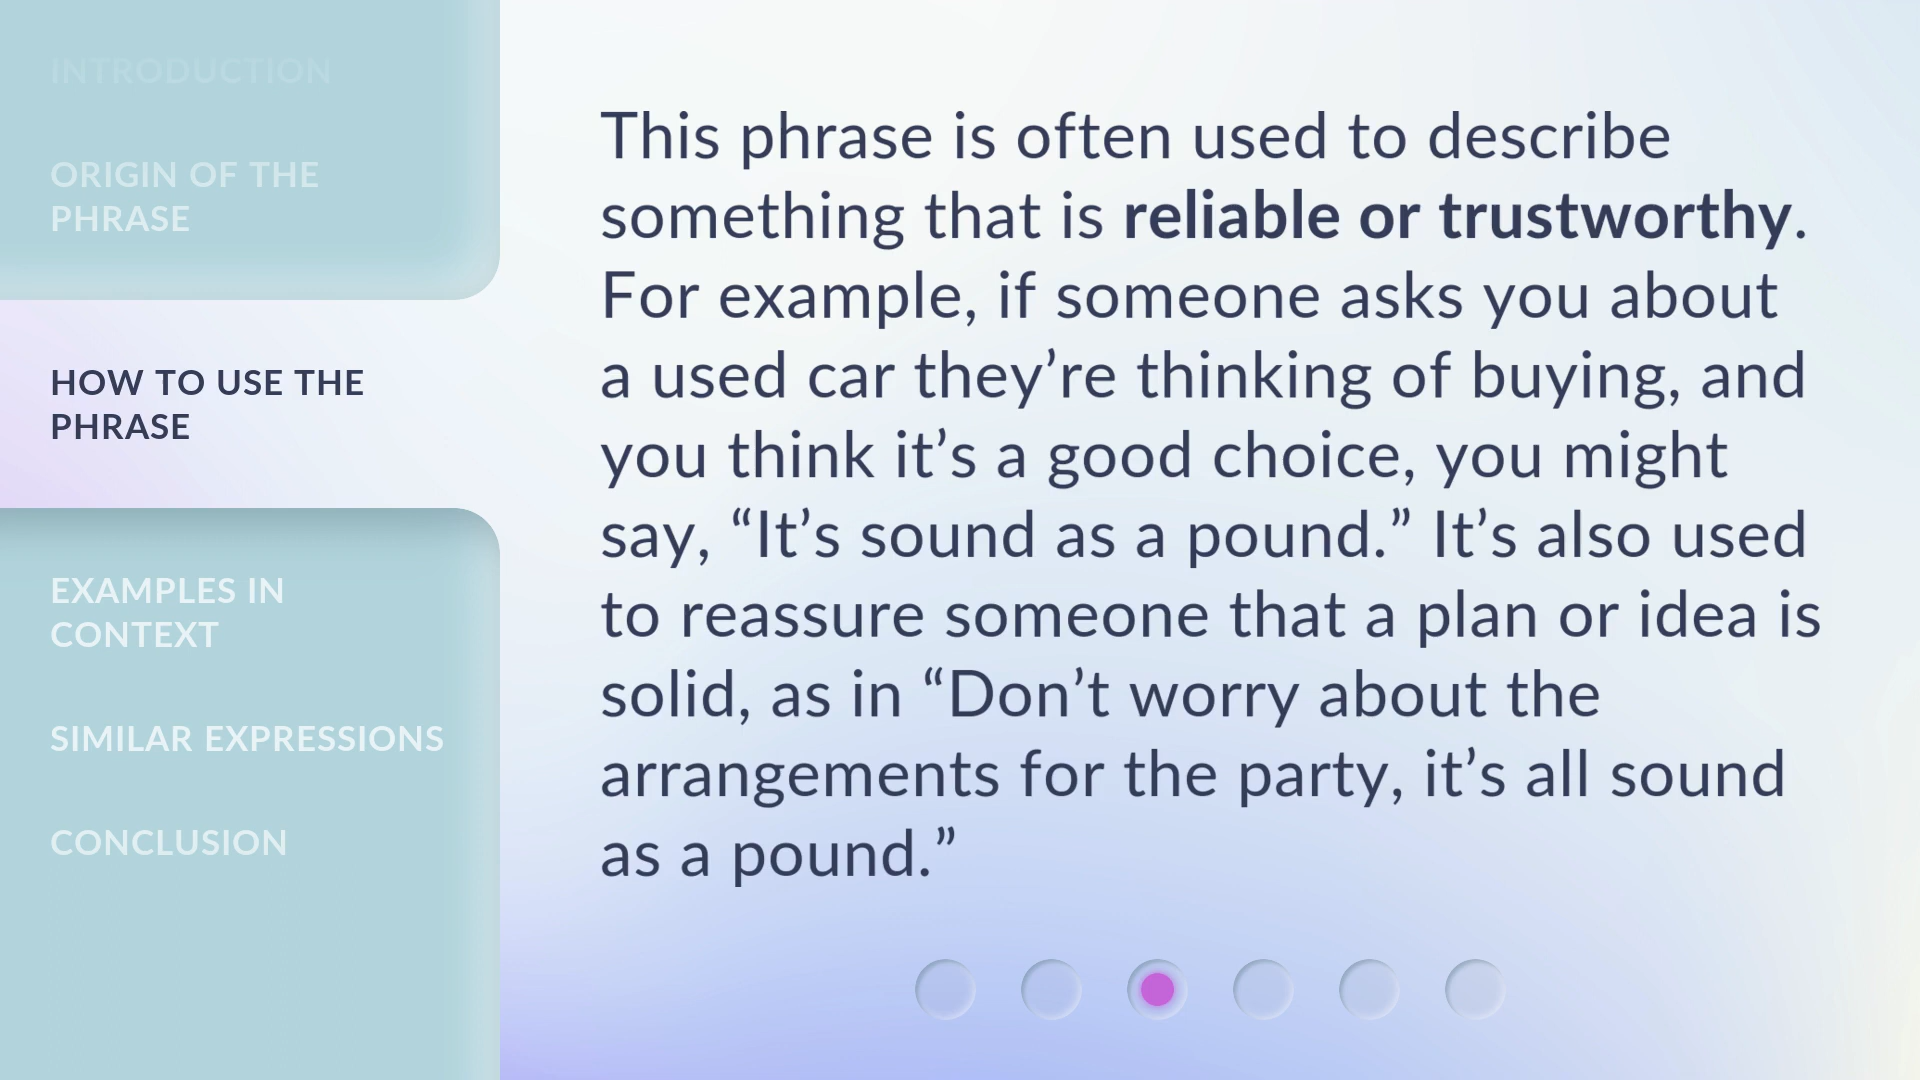 INTRODUCTION
ORIGIN OF THE
PHRASE
HOW TO USE THE
PHRASE
EXAMPLES IN
CONTEXT
SIMILAR EXPRESSIONS
CONCLUSION
This phrase is often used to describe
something that is reliable or trustworthy.
For example, if someone asks you about
a used car they’re thinking of buying, and
you think it’s a good choice, you might
say, “It’s sound as a pound.” It’s also used
to reassure someone that a plan or idea is
solid, as in “Don’t worry about the
arrangements for the party, it’s all sound
as a pound.”